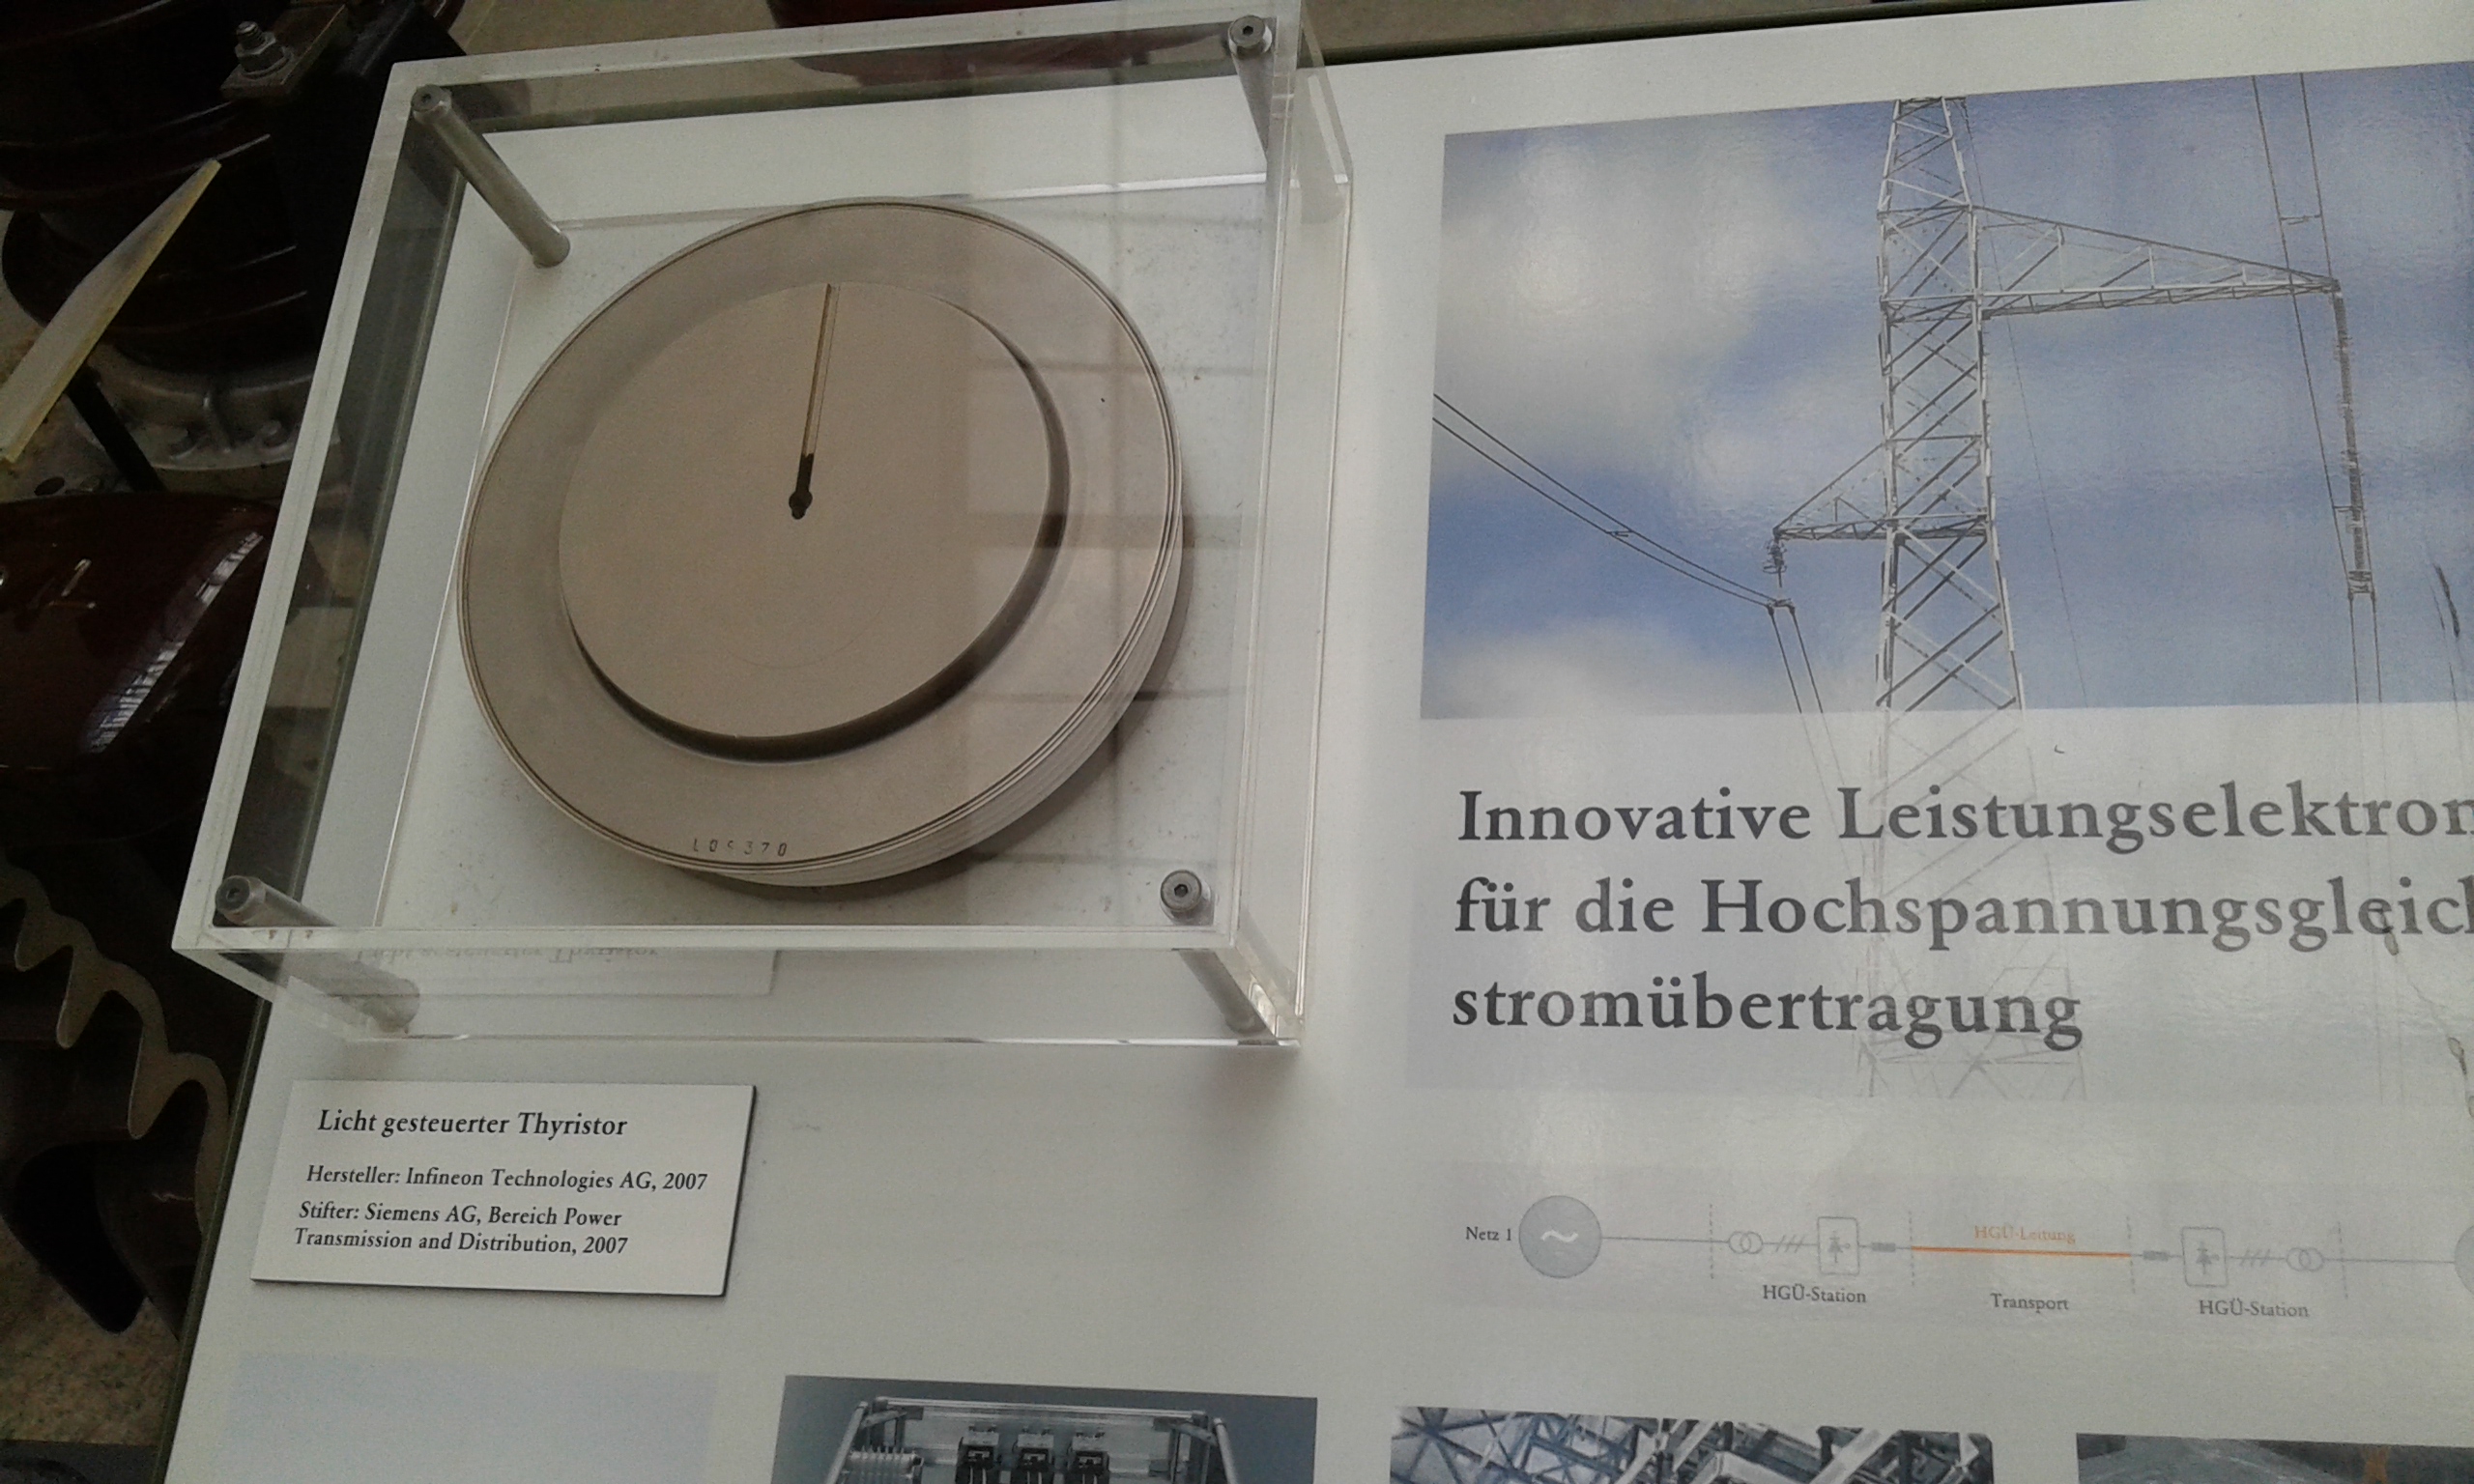 Innovative Leistungselektron
für die Hochspannungsgleich
stromübertragung
Licht gesteuerter Thyristor
Hersteller: Infineon Technologies AG, 2007
Stifter: Siemens AG, Bereich Power
Transmission and Distribution, 2007
Netz 1
HGÜ-Leitung
HGÜ-Station
Transport
HGÜ-Station